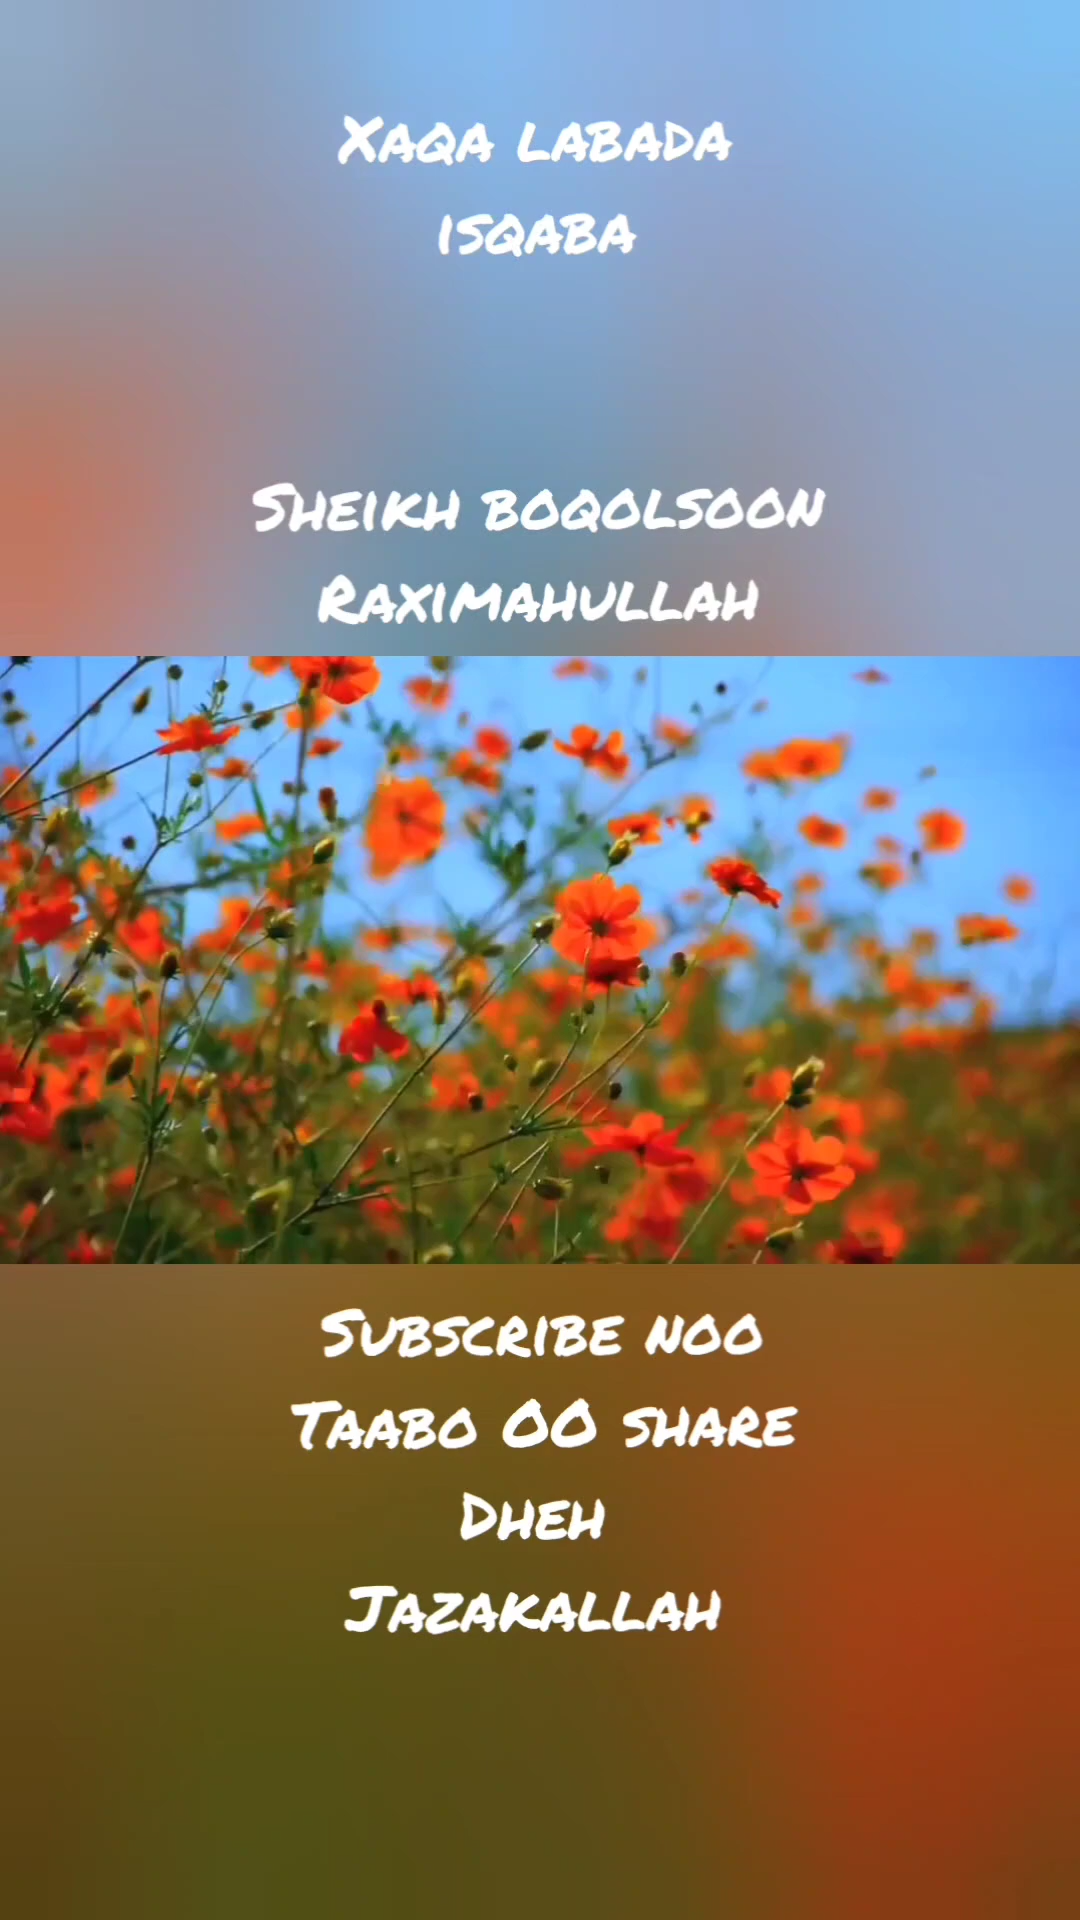 Xaqa labada
isqaba
Sheikh boqolsoon
Raximahullah
Subscribe noo
Taabo OO share
Dheh
Jazakallah